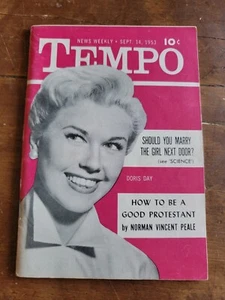 NEWS WEEKLY • SEPT. 14, 1953
10¢
TEMPO
SHOULD YOU MARRY
THE GIRL NEXT DOOR?
(see 'SCIENCE')
DORIS DAY
HOW TO BE A
GOOD PROTESTANT
by NORMAN VINCENT PEALE